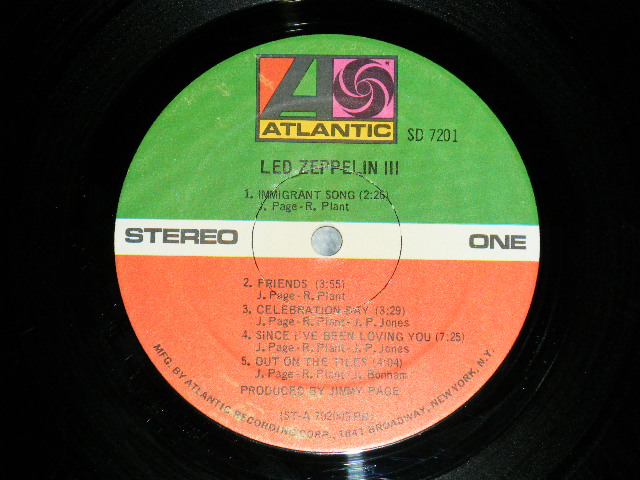 ATLANTIC
SD 7201
LED ZEPPELIN III
1. IMMIGRANT SONG (2:26)
J. Page - R. Plant
STEREO
ONE
2. FRIENDS (3:55)
J. Page - R. Plant
3. CELEBRATION DAY (3:29)
J. Page - R. Plant - J. P. Jones
4. SINCE I'VE BEEN LOVING YOU (7:25)
J. Page - R. Plant - J. P. Jones
5. OUT ON THE TILES (4:04)
J. Page - R. Plant - J. Bonham
PRODUCED BY JIMMY PAGE
MFG. BY ATLANTIC RECORDING CORP., 1841 BROADWAY, NEW YORK, N.Y.